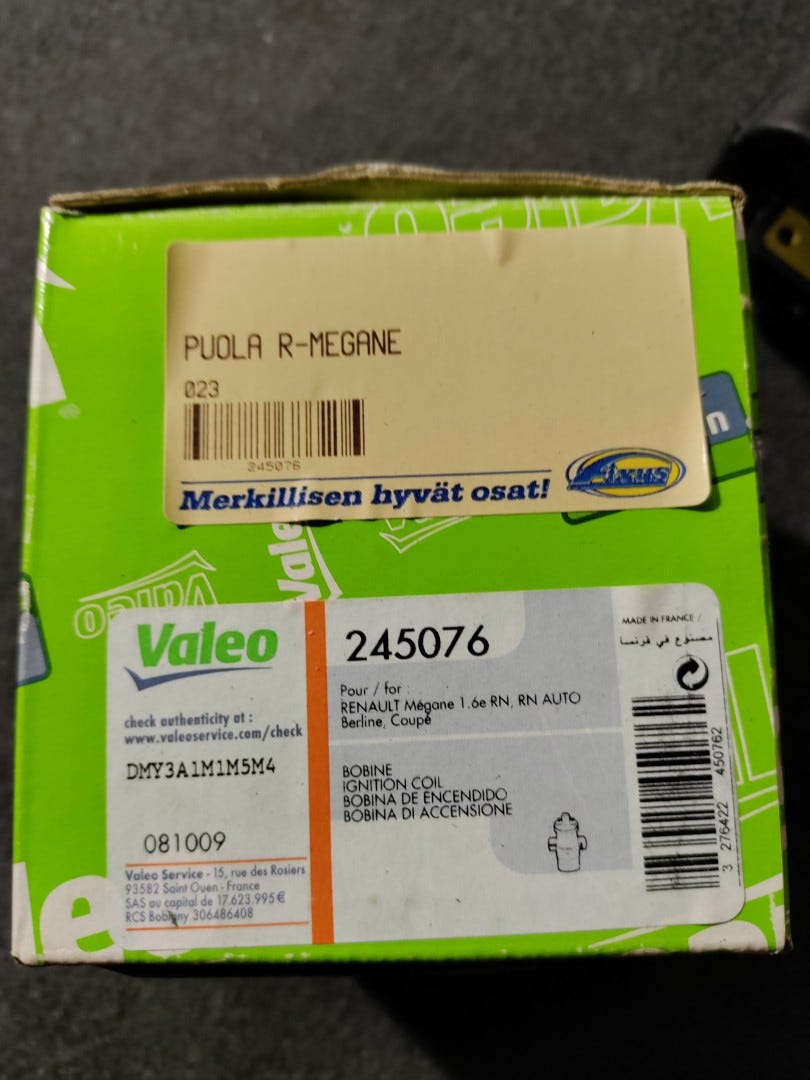 PUOLA R-MEGANE
023
245076
Merkillisen hyvät osat!
Fixus
Valeo
Valeo
Valeo
check authenticity at :
www.valeoservice.com/check
DMY3A1M1M5M4
081009
Valeo Service - 15, rue des Rosiers
93582 Saint Ouen - France
SAS au capital de 17.623.995 €
RCS Bobigny 306486408
245076
Pour / for :
RENAULT Mégane 1.6e RN, RN AUTO
Berline, Coupé
BOBINE
IGNITION COIL
BOBINA DE ENCENDIDO
BOBINA DI ACCENSIONE
MADE IN FRANCE /
مصنوع في فرنسا
3 276422 450762